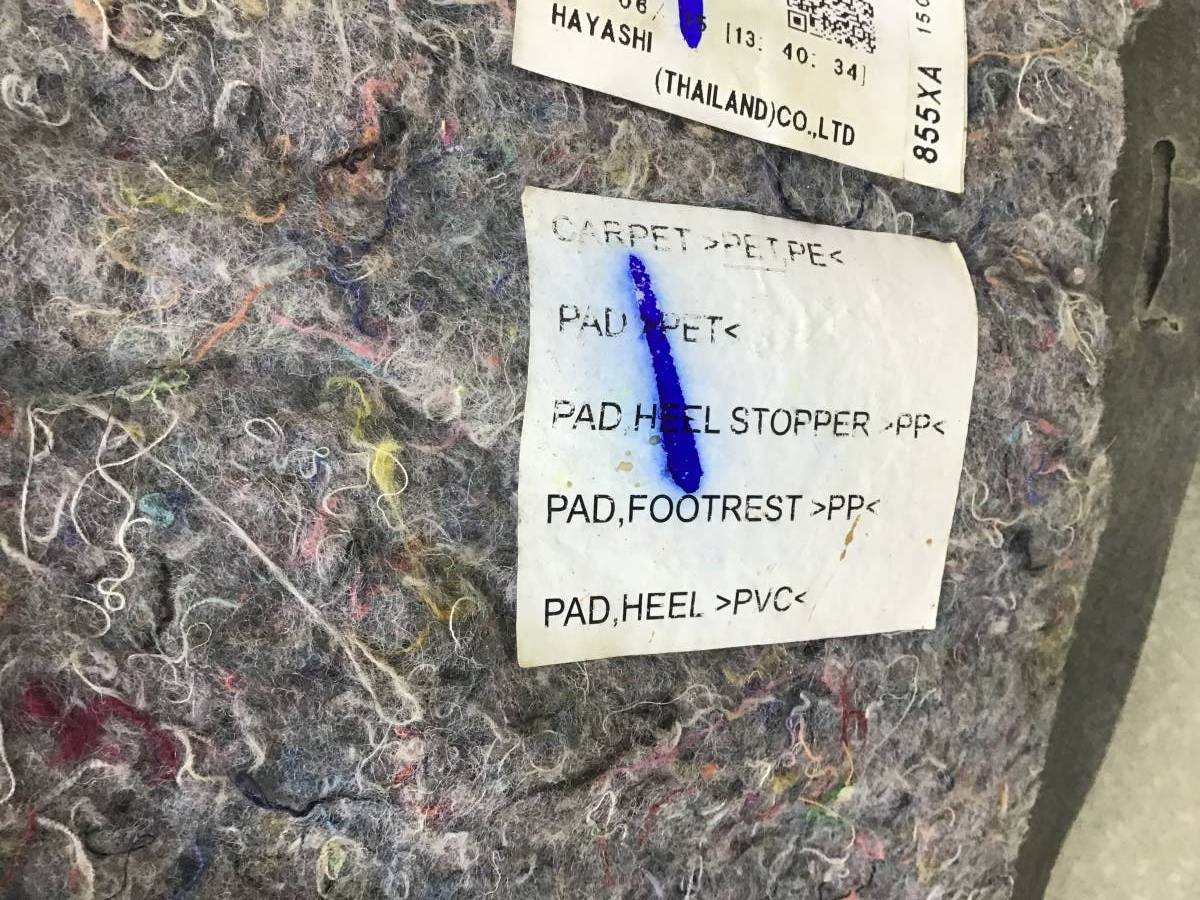 [13: 40: 34]
HAYASHI
(THAILAND)CO.,LTD
855XA 150
CARPET >PET,PE<
PAD >PET<
PAD,HEEL STOPPER >PP<
PAD,FOOTREST >PP<
PAD,HEEL >PVC<